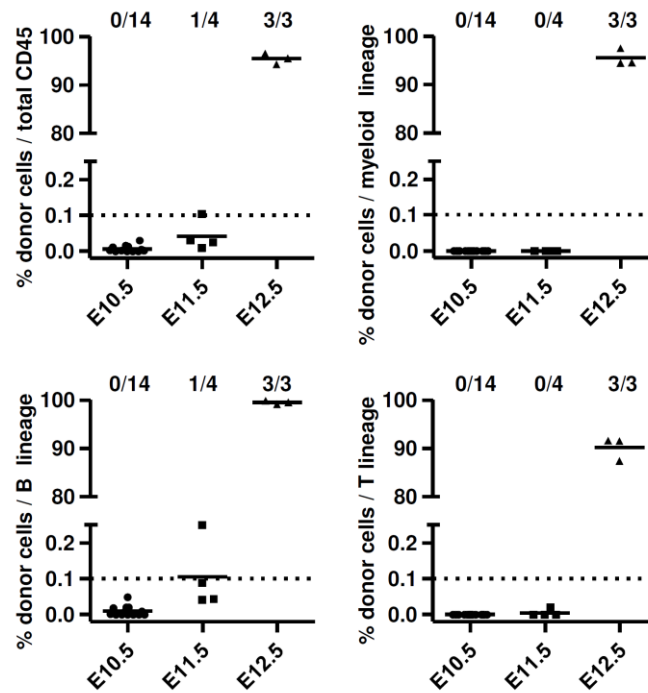 0/14 1/4 3/3
100
90
80
0.2
0.1
0.0
% donor cells / total CD45
E10.5 E11.5 E12.5
0/14 0/4 3/3
100
90
80
0.2
0.1
0.0
% donor cells / myeloid lineage
E10.5 E11.5 E12.5
0/14 1/4 3/3
100
90
80
0.2
0.1
0.0
% donor cells / B lineage
E10.5 E11.5 E12.5
0/14 0/4 3/3
100
90
80
0.2
0.1
0.0
% donor cells / T lineage
E10.5 E11.5 E12.5